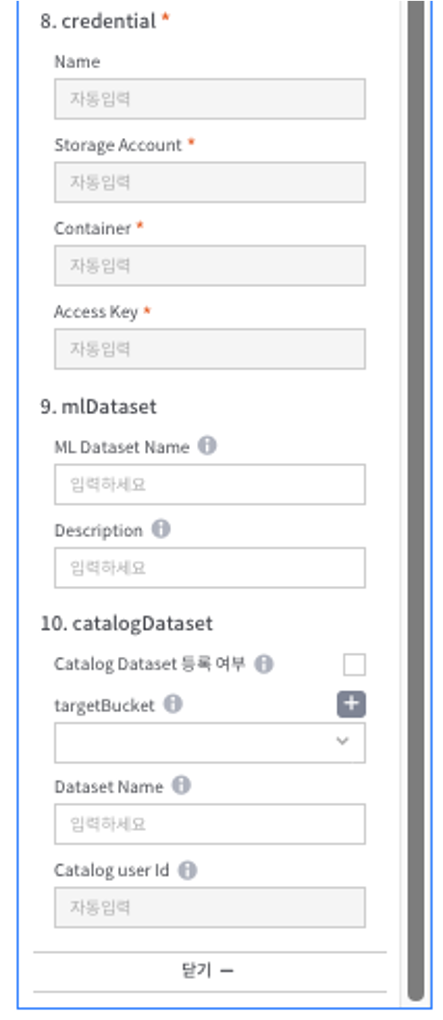 8. credential *
Name
자동입력
Storage Account *
자동입력
Container *
자동입력
Access Key *
자동입력
9. mlDataset
ML Dataset Name
입력하세요
Description
입력하세요
10. catalogDataset
Catalog Dataset 등록 여부
targetBucket
Dataset Name
입력하세요
Catalog user Id
자동입력
닫기 —